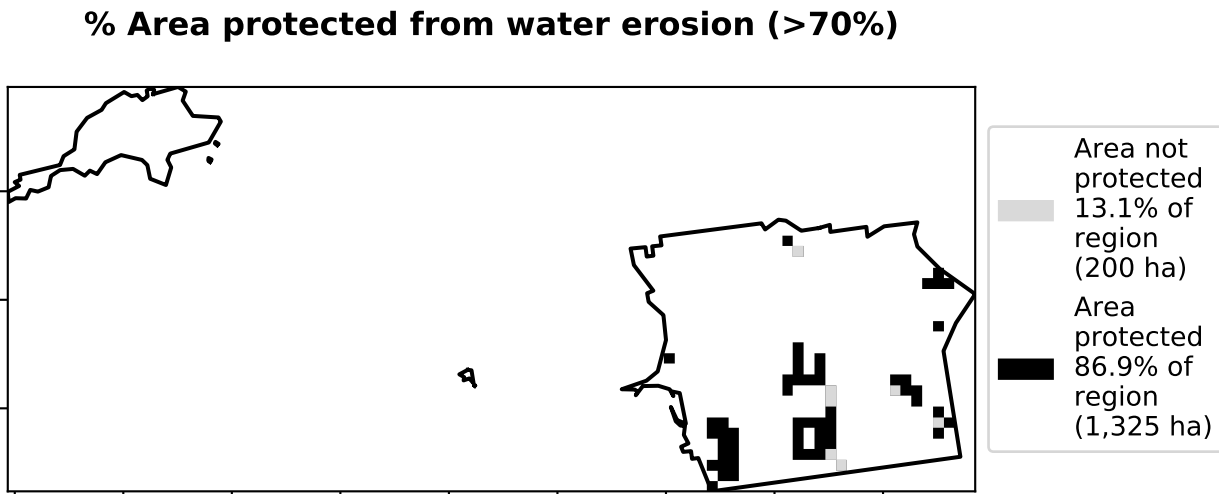 % Area protected from water erosion (>70%)
Area not
protected
13.1% of
region
(200 ha)
Area
protected
86.9% of
region
(1,325 ha)